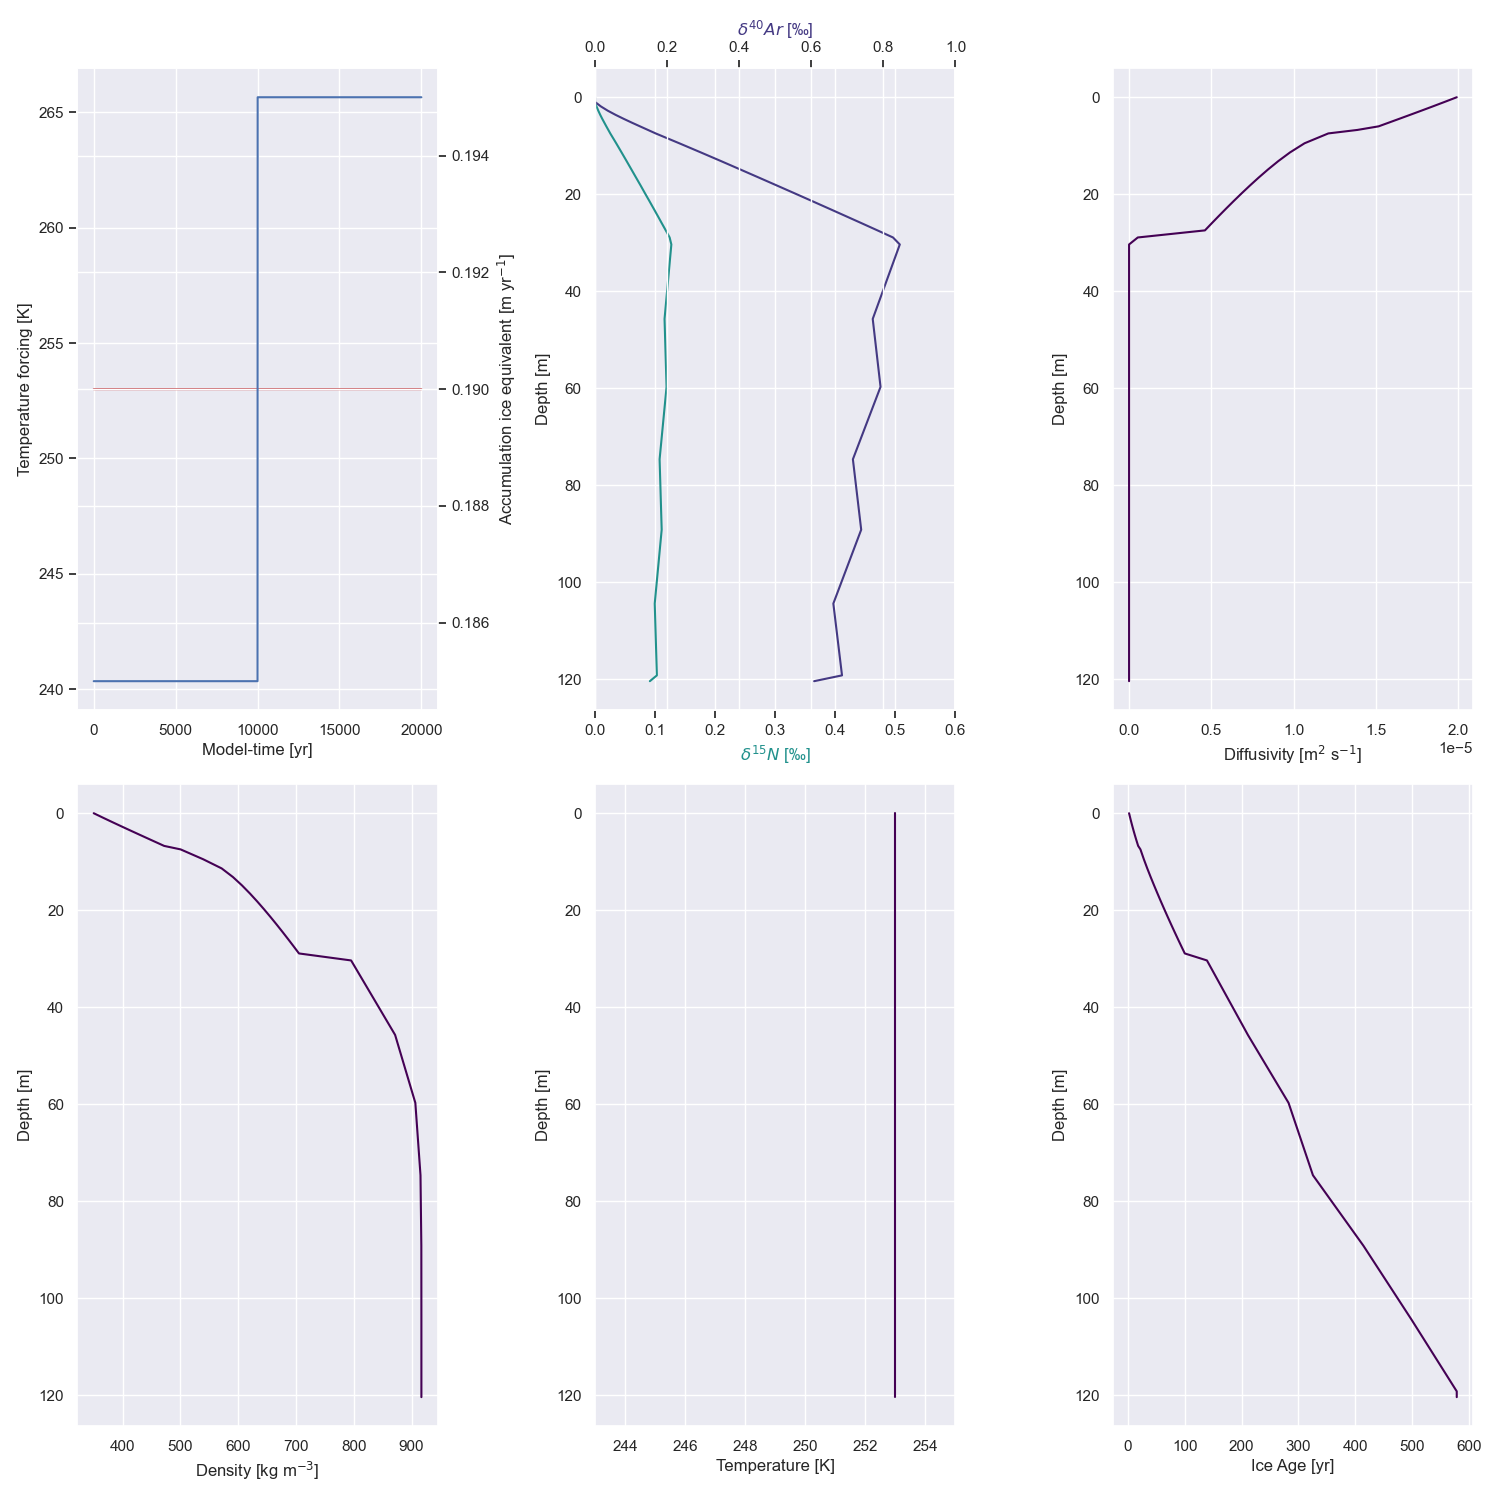 δ⁴⁰Ar [‰]
0.0 0.2 0.4 0.6 0.8 1.0
265
260
255
250
245
240
Temperature forcing [K]
0.194
0.192
0.190
0.188
0.186
Accumulation ice equivalent [m yr⁻¹]
0 5000 10000 15000 20000
Model-time [yr]
0
20
40
60
80
100
120
Depth [m]
0.0 0.1 0.2 0.3 0.4 0.5 0.6
δ¹⁵N [‰]
0
20
40
60
80
100
120
Depth [m]
0.0 0.5 1.0 1.5 2.0
1e−5
Diffusivity [m² s⁻¹]
0
20
40
60
80
100
120
Depth [m]
400 500 600 700 800 900
Density [kg m⁻³]
0
20
40
60
80
100
120
Depth [m]
244 246 248 250 252 254
Temperature [K]
0
20
40
60
80
100
120
Depth [m]
0 100 200 300 400 500 600
Ice Age [yr]